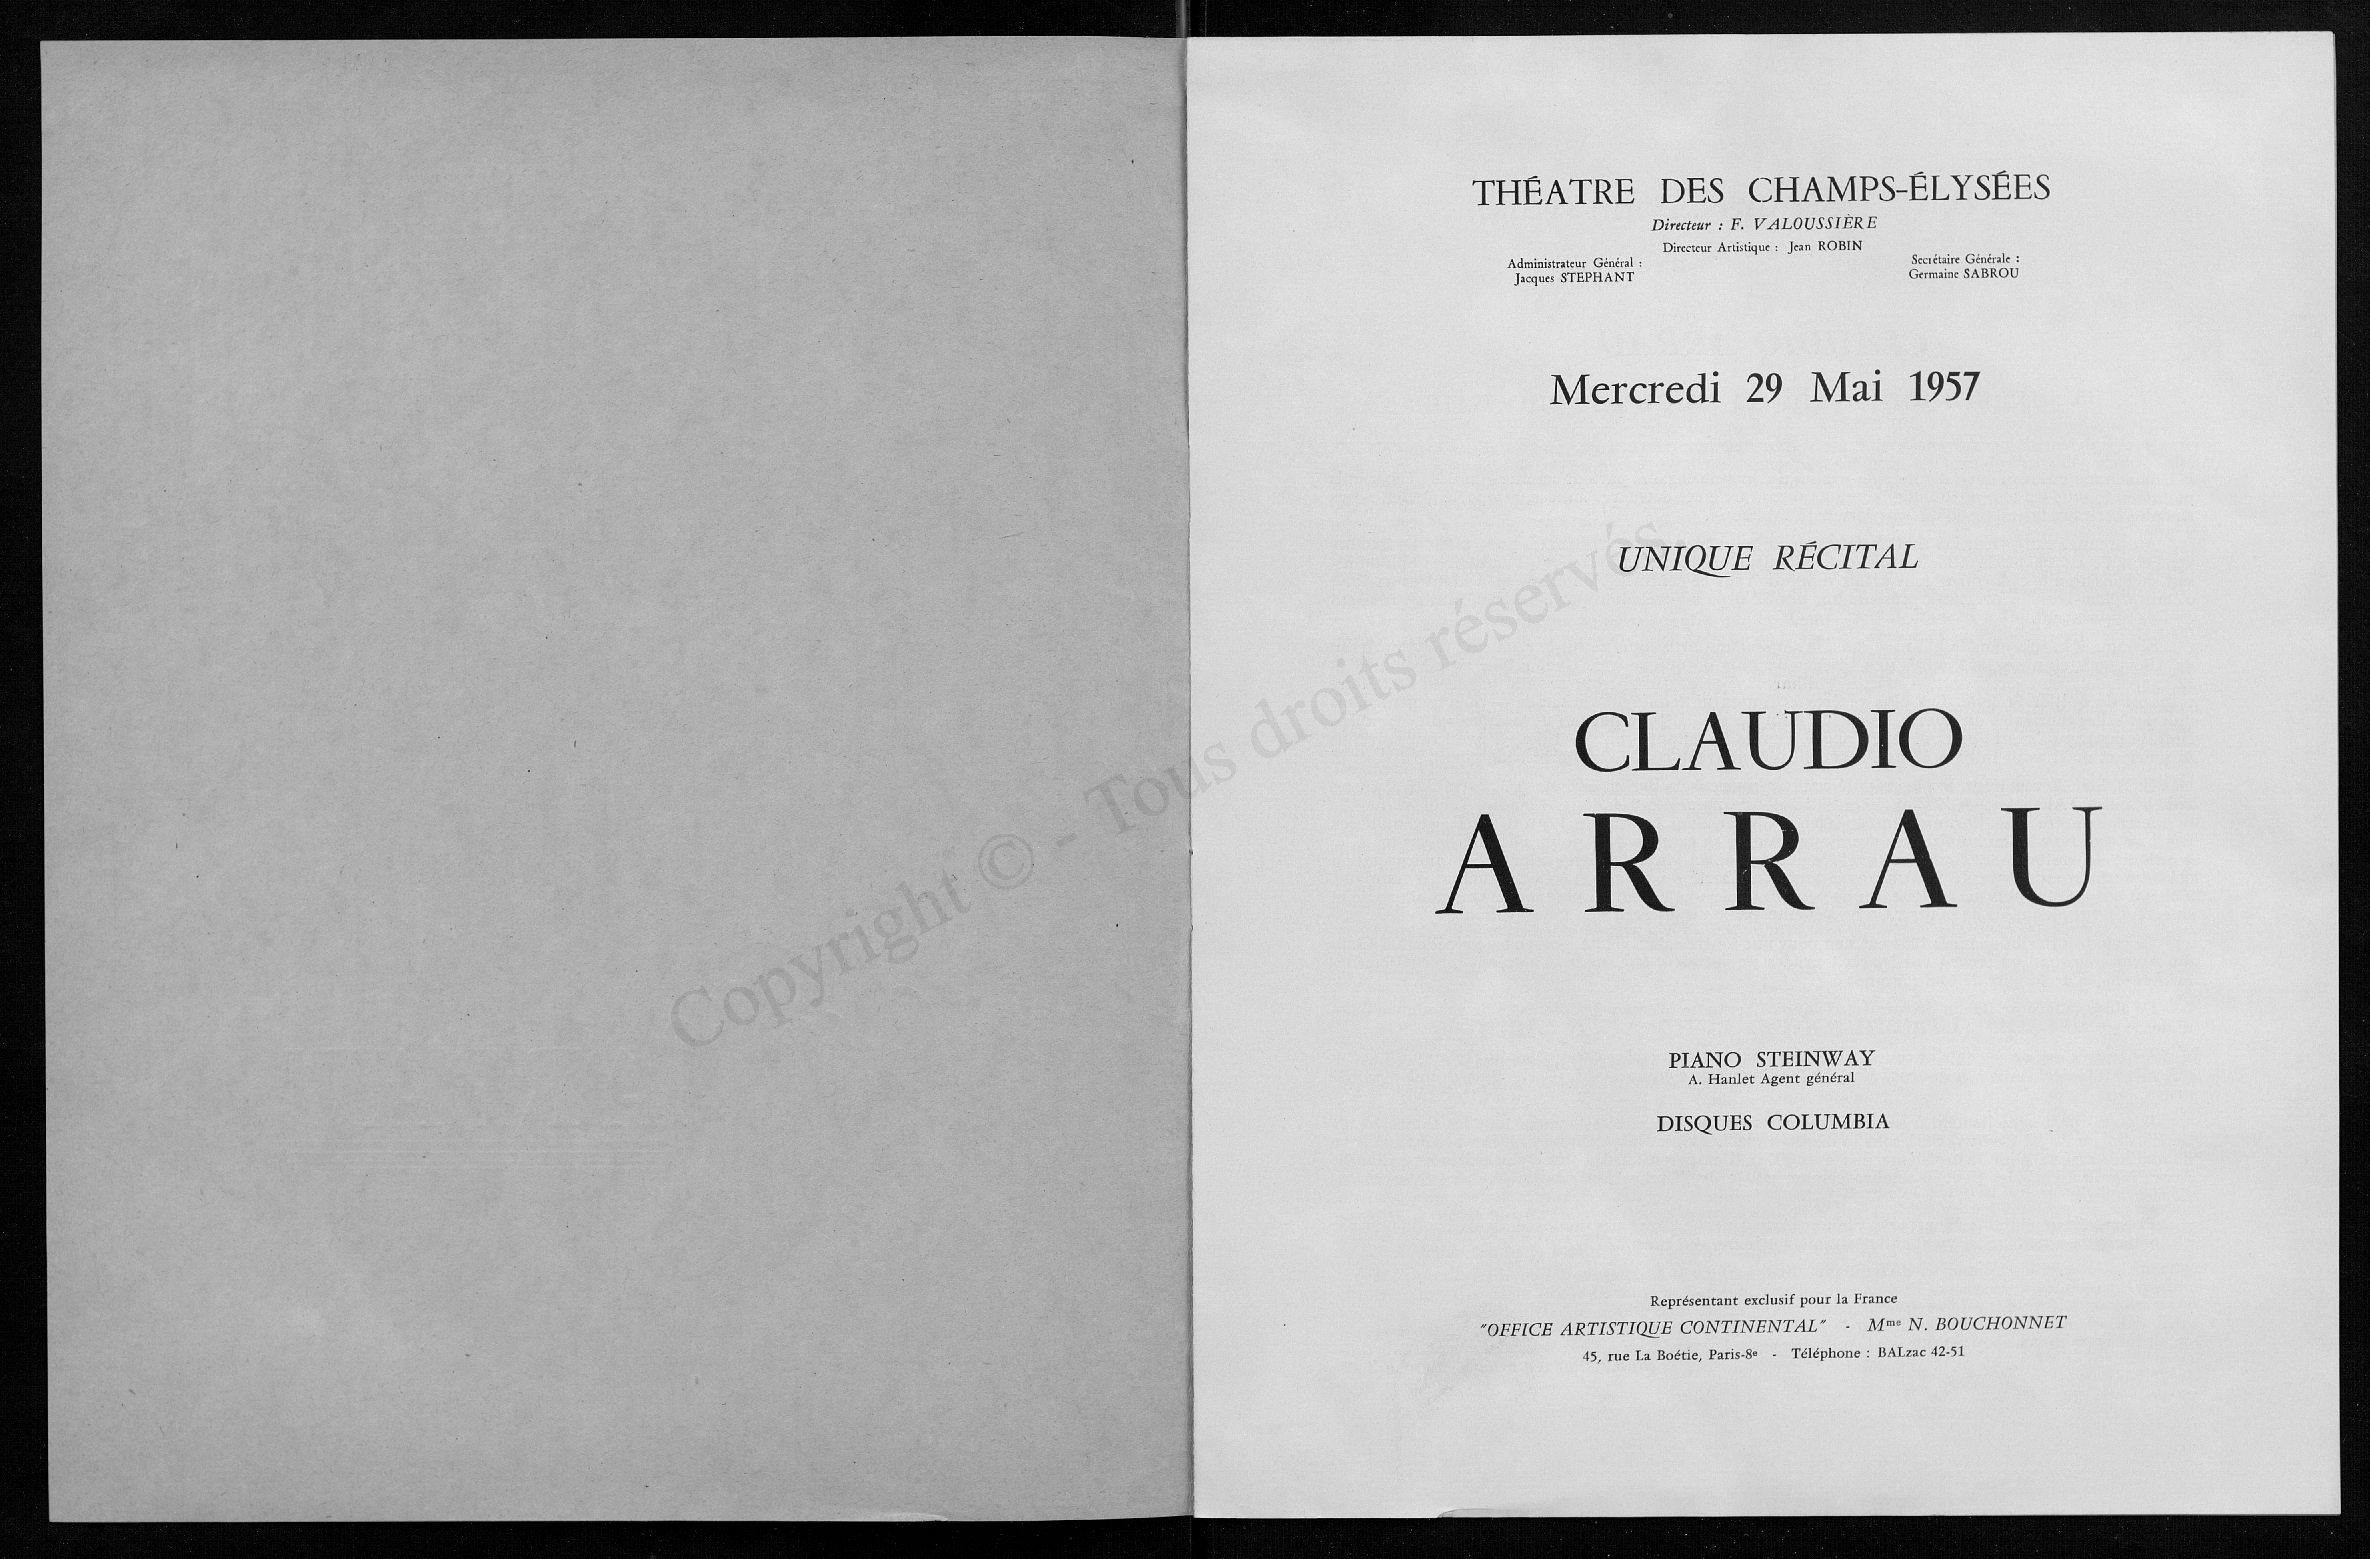 THÉATRE DES CHAMPS-ÉLYSÉES
Directeur : F. VALOUSSIÈRE
Directeur Artistique : Jean ROBIN
Administrateur Général :
Jacques STEPHANT
Secrétaire Générale :
Germaine SABROU
Mercredi 29 Mai 1957
UNIQUE RÉCITAL
CLAUDIO
ARRAU
PIANO STEINWAY
A. Hanlet Agent général
DISQUES COLUMBIA
Représentant exclusif pour la France
"OFFICE ARTISTIQUE CONTINENTAL" - Mme N. BOUCHONNET
45, rue La Boétie, Paris-8e - Téléphone : BALzac 42-51
Copyright © - Tous droits réservés.